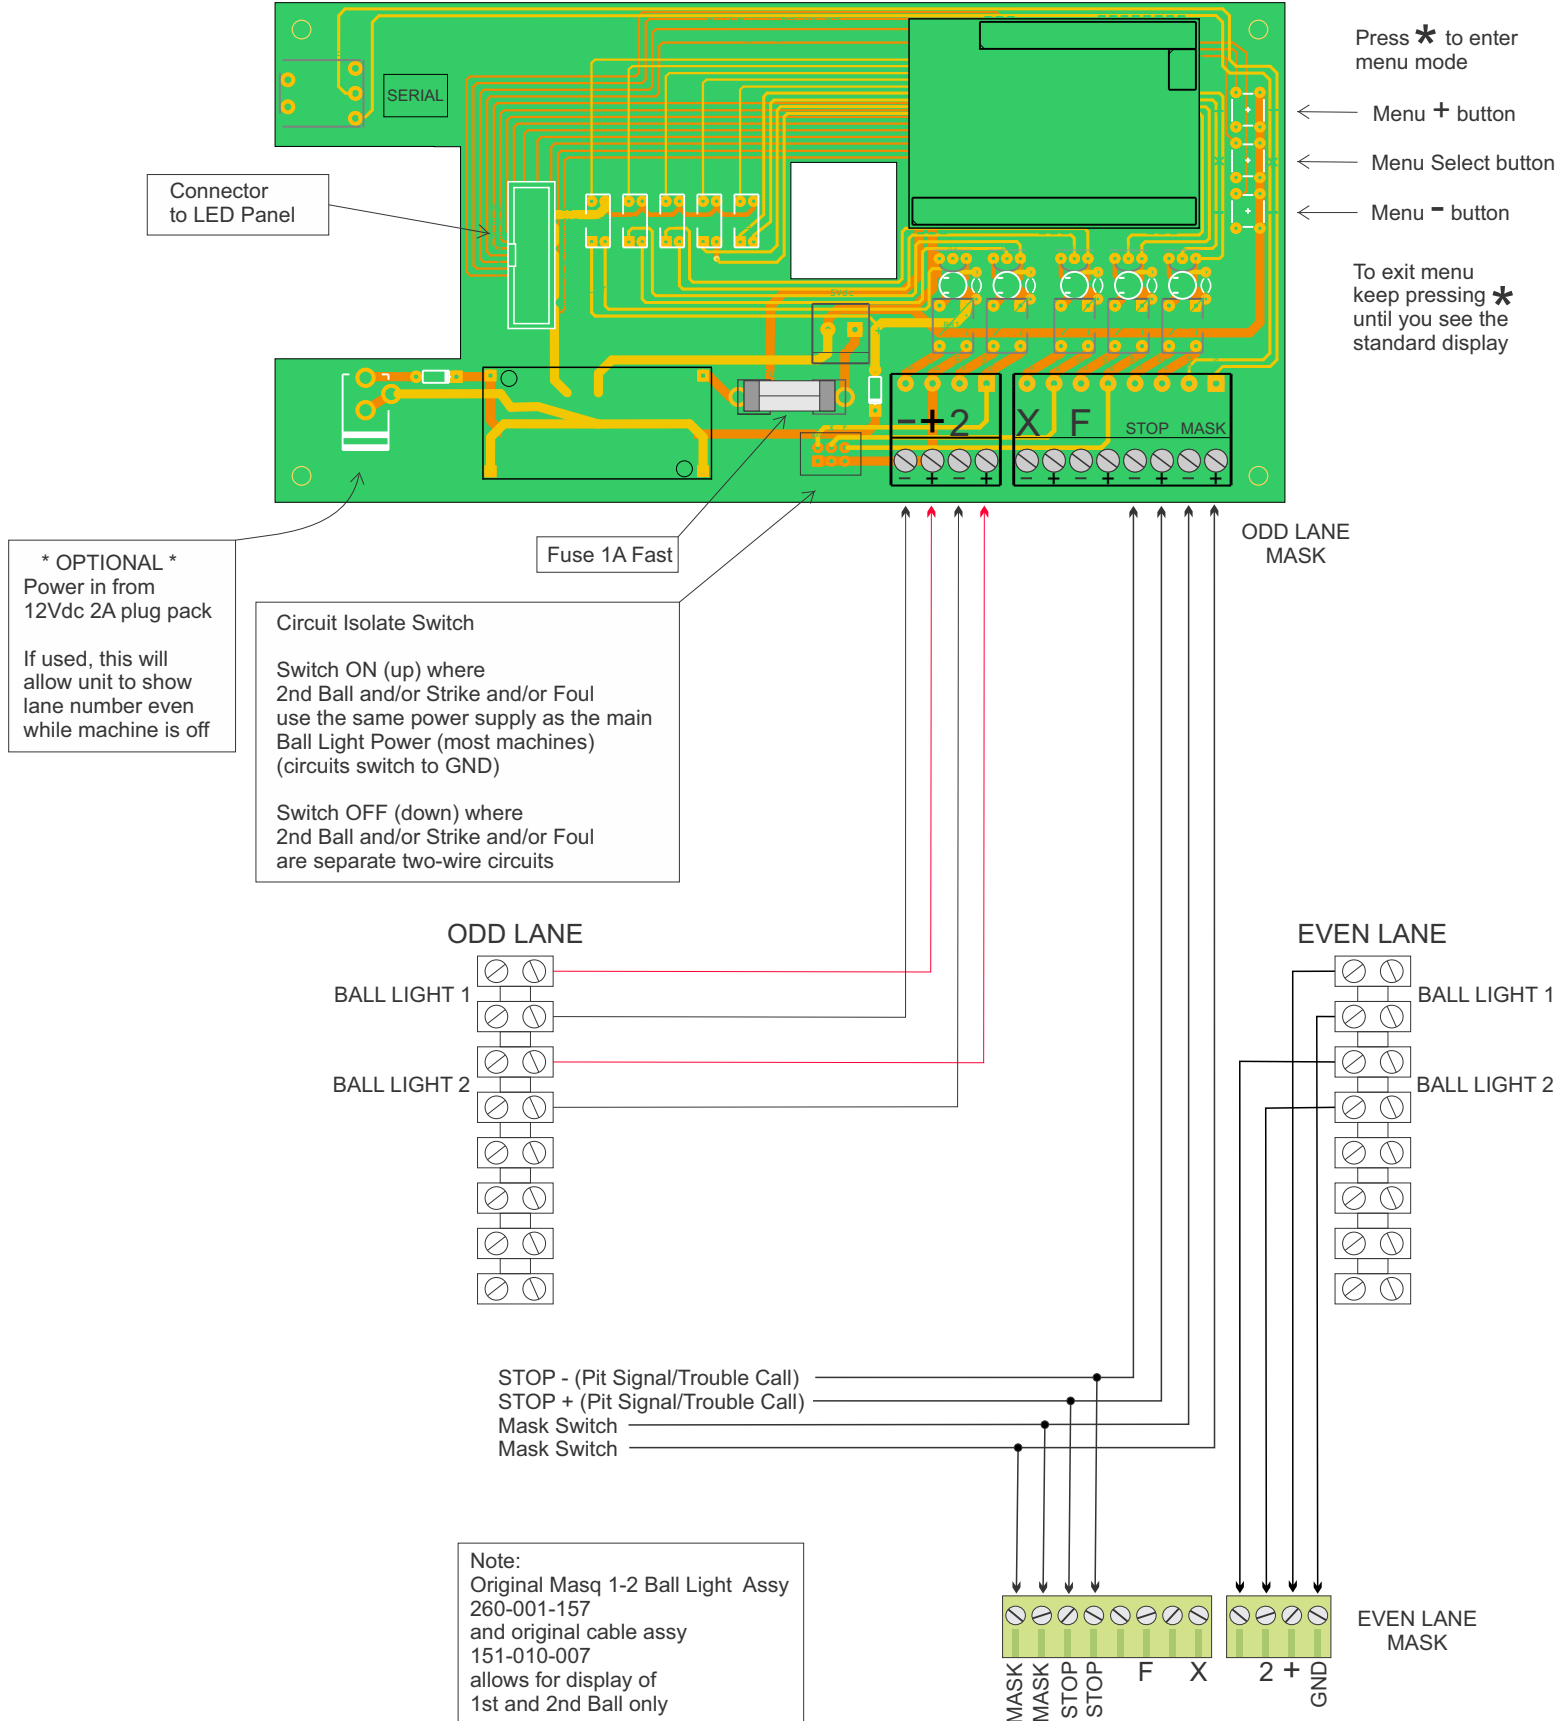 Press * to enter
menu mode
SERIAL
Menu + button
Menu Select button
Menu - button
Connector
to LED Panel
To exit menu
keep pressing *
until you see the
standard display
- + 2 X F STOP MASK
- + - + - + - + - + - +
ODD LANE
MASK
Fuse 1A Fast
* OPTIONAL *
Power in from
12Vdc 2A plug pack
If used, this will
allow unit to show
lane number even
while machine is off
Circuit Isolate Switch
Switch ON (up) where
2nd Ball and/or Strike and/or Foul
use the same power supply as the main
Ball Light Power (most machines)
(circuits switch to GND)
Switch OFF (down) where
2nd Ball and/or Strike and/or Foul
are separate two-wire circuits
ODD LANE
BALL LIGHT 1
BALL LIGHT 2
EVEN LANE
BALL LIGHT 1
BALL LIGHT 2
STOP - (Pit Signal/Trouble Call)
STOP + (Pit Signal/Trouble Call)
Mask Switch
Mask Switch
Note:
Original Masq 1-2 Ball Light Assy
260-001-157
and original cable assy
151-010-007
allows for display of
1st and 2nd Ball only
MASK
MASK
STOP
STOP
F X
2 +
GND
EVEN LANE
MASK